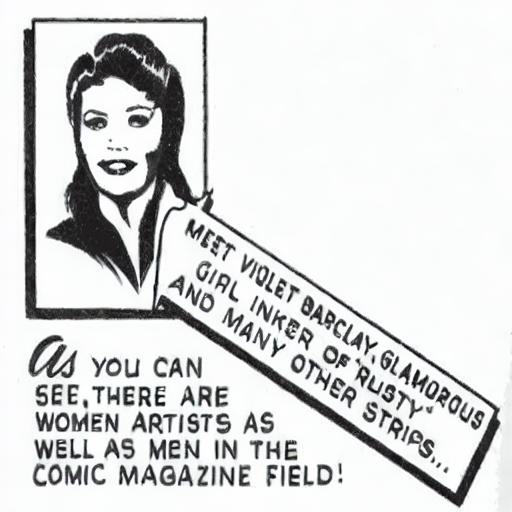 MEET VIOLET BARCLAY, GLAMOROUS
GIRL INKER OF "RUSTY"
AND MANY OTHER STRIPS...
As YOU CAN
SEE, THERE ARE
WOMEN ARTISTS AS
WELL AS MEN IN THE
COMIC MAGAZINE FIELD!